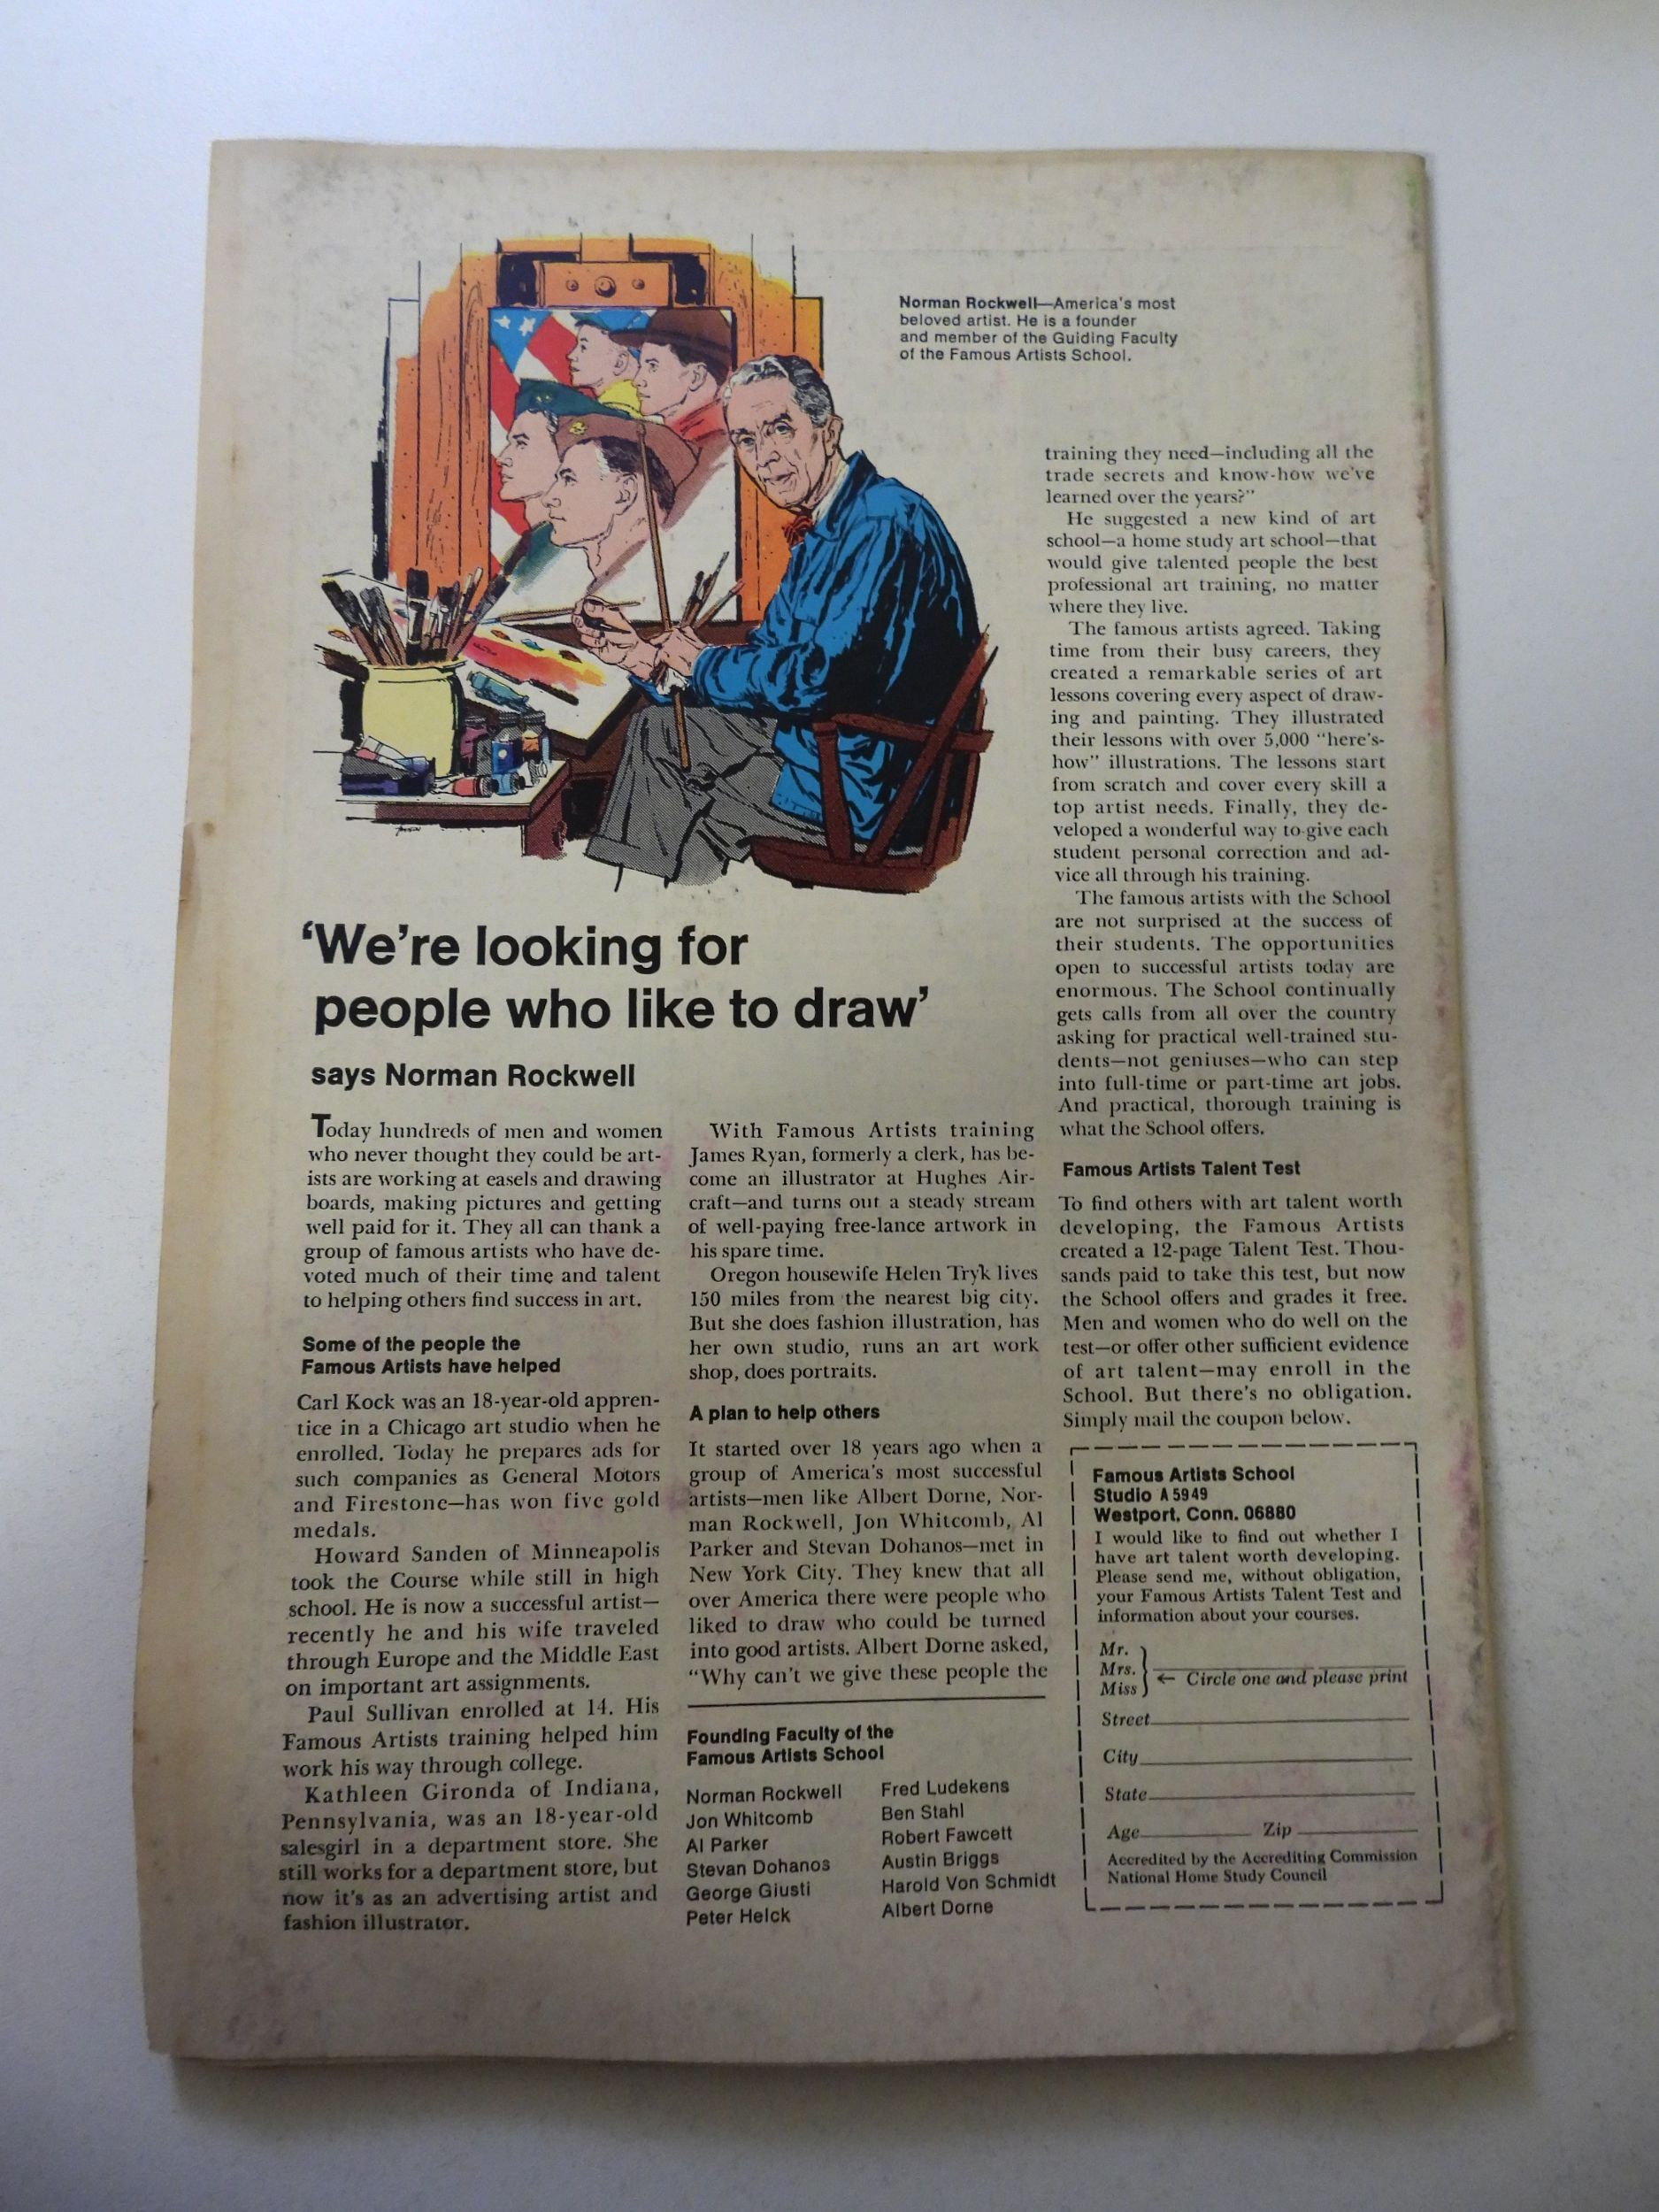 Norman Rockwell—America's most
beloved artist. He is a founder
and member of the Guiding Faculty
of the Famous Artists School.
'We're looking for
people who like to draw'
says Norman Rockwell
Today hundreds of men and women
who never thought they could be art-
ists are working at easels and drawing
boards, making pictures and getting
well paid for it. They all can thank a
group of famous artists who have de-
voted much of their time and talent
to helping others find success in art.
Some of the people the
Famous Artists have helped
Carl Kock was an 18-year-old appren-
tice in a Chicago art studio when he
enrolled. Today he prepares ads for
such companies as General Motors
and Firestone—has won five gold
medals.
Howard Sanden of Minneapolis
took the Course while still in high
school. He is now a successful artist—
recently he and his wife traveled
through Europe and the Middle East
on important art assignments.
Paul Sullivan enrolled at 14. His
Famous Artists training helped him
work his way through college.
Kathleen Gironda of Indiana,
Pennsylvania, was an 18-year-old
salesgirl in a department store. She
still works for a department store, but
now it's as an advertising artist and
fashion illustrator.
With Famous Artists training
James Ryan, formerly a clerk, has be-
come an illustrator at Hughes Air-
craft—and turns out a steady stream
of well-paying free-lance artwork in
his spare time.
Oregon housewife Helen Tryk lives
150 miles from the nearest big city.
But she does fashion illustration, has
her own studio, runs an art work
shop, does portraits.
A plan to help others
It started over 18 years ago when a
group of America's most successful
artists—men like Albert Dorne, Nor-
man Rockwell, Jon Whitcomb, Al
Parker and Stevan Dohanos—met in
New York City. They knew that all
over America there were people who
liked to draw who could be turned
into good artists. Albert Dorne asked,
"Why can't we give these people the
Founding Faculty of the
Famous Artists School
Norman Rockwell
Jon Whitcomb
Al Parker
Stevan Dohanos
George Giusti
Peter Helck
Fred Ludekens
Ben Stahl
Robert Fawcett
Austin Briggs
Harold Von Schmidt
Albert Dorne
training they need—including all the
trade secrets and know-how we've
learned over the years?"
He suggested a new kind of art
school—a home study art school—that
would give talented people the best
professional art training, no matter
where they live.
The famous artists agreed. Taking
time from their busy careers, they
created a remarkable series of art
lessons covering every aspect of draw-
ing and painting. They illustrated
their lessons with over 5,000 "here's-
how" illustrations. The lessons start
from scratch and cover every skill a
top artist needs. Finally, they de-
veloped a wonderful way to give each
student personal correction and ad-
vice all through his training.
The famous artists with the School
are not surprised at the success of
their students. The opportunities
open to successful artists today are
enormous. The School continually
gets calls from all over the country
asking for practical well-trained stu-
dents—not geniuses—who can step
into full-time or part-time art jobs.
And practical, thorough training is
what the School offers.
Famous Artists Talent Test
To find others with art talent worth
developing, the Famous Artists
created a 12-page Talent Test. Thou-
sands paid to take this test, but now
the School offers and grades it free.
Men and women who do well on the
test—or offer other sufficient evidence
of art talent—may enroll in the
School. But there's no obligation.
Simply mail the coupon below.
Famous Artists School
Studio A 5949
Westport, Conn. 06880
I would like to find out whether I
have art talent worth developing.
Please send me, without obligation,
your Famous Artists Talent Test and
information about your courses.
Mr.
Mrs.
Miss
← Circle one and please print
Street
City
State
Age Zip
Accredited by the Accrediting Commission
National Home Study Council